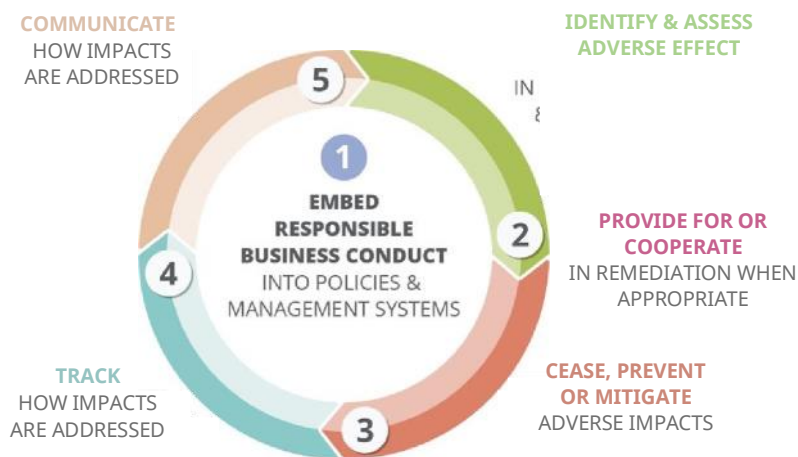 COMMUNICATE
HOW IMPACTS
ARE ADDRESSED
IDENTIFY & ASSESS
ADVERSE EFFECT
5
IN
1
EMBED
RESPONSIBLE
BUSINESS CONDUCT
INTO POLICIES &
MANAGEMENT SYSTEMS
2
PROVIDE FOR OR
COOPERATE
IN REMEDIATION WHEN
APPROPRIATE
4
TRACK
HOW IMPACTS
ARE ADDRESSED
3
CEASE, PREVENT
OR MITIGATE
ADVERSE IMPACTS